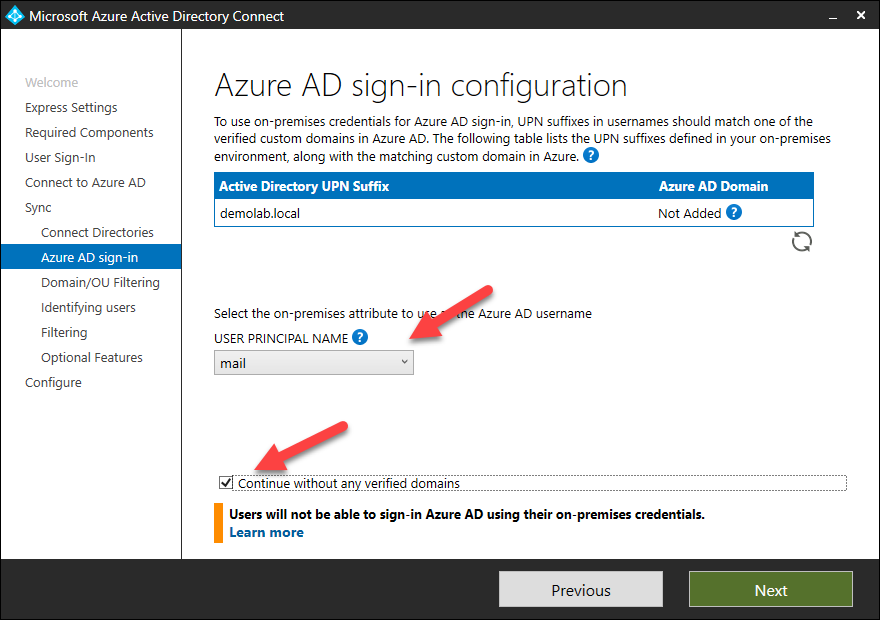 Microsoft Azure Active Directory Connect
Welcome
Express Settings
Required Components
User Sign-In
Connect to Azure AD
Sync
Connect Directories
Azure AD sign-in
Domain/OU Filtering
Identifying users
Filtering
Optional Features
Configure
Azure AD sign-in configuration
To use on-premises credentials for Azure AD sign-in, UPN suffixes in usernames should match one of the
verified custom domains in Azure AD. The following table lists the UPN suffixes defined in your on-premises
environment, along with the matching custom domain in Azure. ?
Active Directory UPN Suffix Azure AD Domain
demolab.local Not Added ?
Select the on-premises attribute to use the Azure AD username
USER PRINCIPAL NAME ?
mail
Continue without any verified domains
Users will not be able to sign-in Azure AD using their on-premises credentials.
Learn more
Previous Next